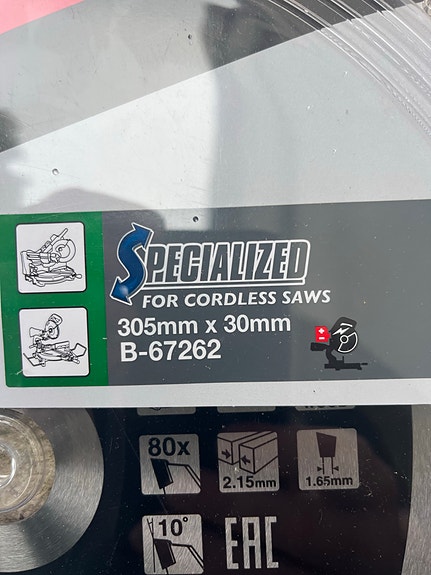 SPECIALIZED
FOR CORDLESS SAWS
305mm x 30mm
B-67262
80x
2.15mm
1.65mm
10°
EAC